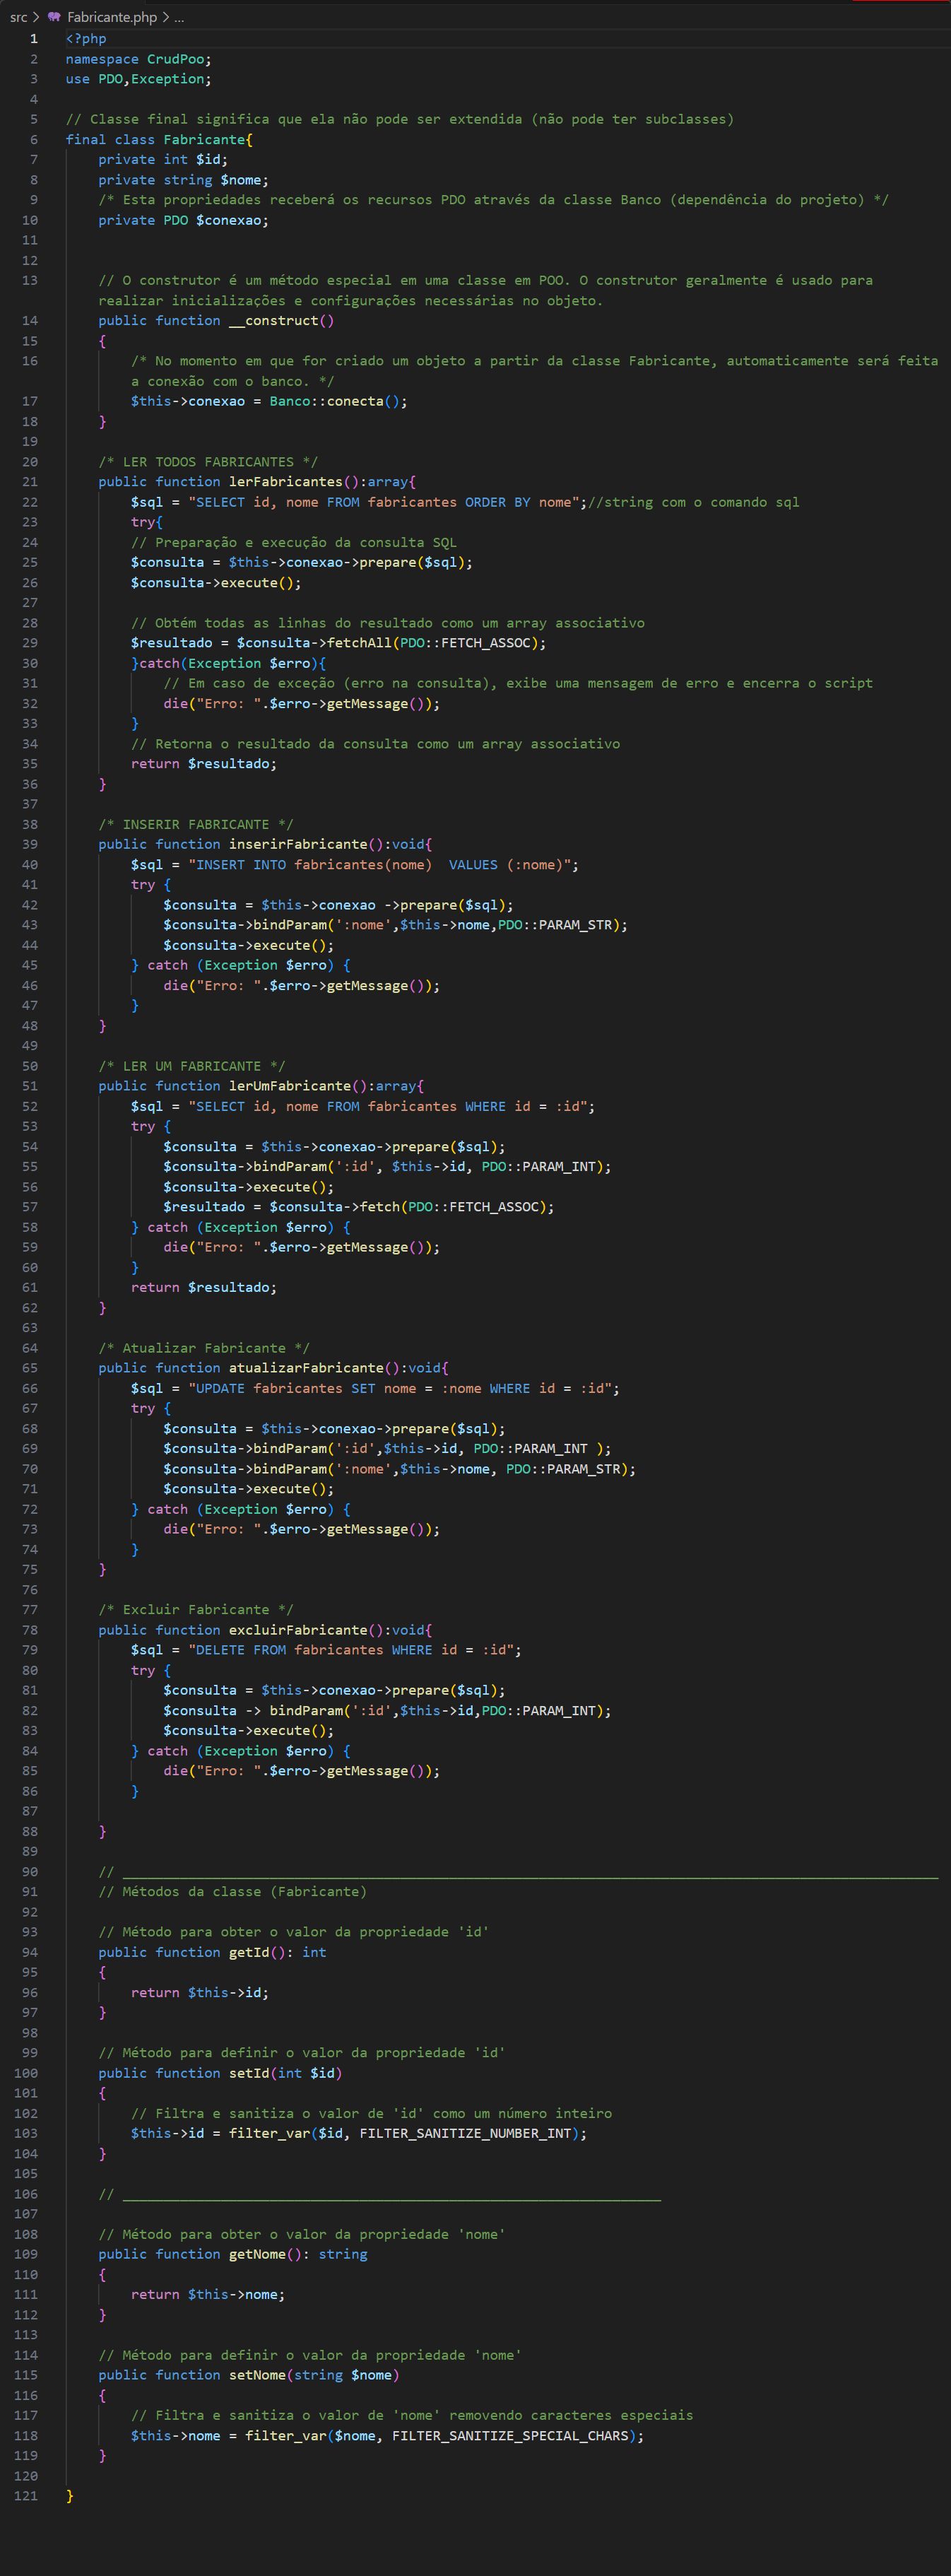 src > Fabricante.php > ...
1 <?php
2 namespace CrudPoo;
3 use PDO,Exception;
4
5 // Classe final significa que ela não pode ser extendida (não pode ter subclasses)
6 final class Fabricante{
7 private int $id;
8 private string $nome;
9 /* Esta propriedades receberá os recursos PDO através da classe Banco (dependência do projeto) */
10 private PDO $conexao;
11
12
13 // O construtor é um método especial em uma classe em POO. O construtor geralmente é usado para
realizar inicializações e configurações necessárias no objeto.
14 public function __construct()
15 {
16 /* No momento em que for criado um objeto a partir da classe Fabricante, automaticamente será feita
a conexão com o banco. */
17 $this->conexao = Banco::conecta();
18 }
19
20 /* LER TODOS FABRICANTES */
21 public function lerFabricantes():array{
22 $sql = "SELECT id, nome FROM fabricantes ORDER BY nome";//string com o comando sql
23 try{
24 // Preparação e execução da consulta SQL
25 $consulta = $this->conexao->prepare($sql);
26 $consulta->execute();
27
28 // Obtém todas as linhas do resultado como um array associativo
29 $resultado = $consulta->fetchAll(PDO::FETCH_ASSOC);
30 }catch(Exception $erro){
31 // Em caso de exceção (erro na consulta), exibe uma mensagem de erro e encerra o script
32 die("Erro: ".$erro->getMessage());
33 }
34 // Retorna o resultado da consulta como um array associativo
35 return $resultado;
36 }
37
38 /* INSERIR FABRICANTE */
39 public function inserirFabricante():void{
40 $sql = "INSERT INTO fabricantes(nome)  VALUES (:nome)";
41 try {
42 $consulta = $this->conexao ->prepare($sql);
43 $consulta->bindParam(':nome',$this->nome,PDO::PARAM_STR);
44 $consulta->execute();
45 } catch (Exception $erro) {
46 die("Erro: ".$erro->getMessage());
47 }
48 }
49
50 /* LER UM FABRICANTE */
51 public function lerUmFabricante():array{
52 $sql = "SELECT id, nome FROM fabricantes WHERE id = :id";
53 try {
54 $consulta = $this->conexao->prepare($sql);
55 $consulta->bindParam(':id', $this->id, PDO::PARAM_INT);
56 $consulta->execute();
57 $resultado = $consulta->fetch(PDO::FETCH_ASSOC);
58 } catch (Exception $erro) {
59 die("Erro: ".$erro->getMessage());
60 }
61 return $resultado;
62 }
63
64 /* Atualizar Fabricante */
65 public function atualizarFabricante():void{
66 $sql = "UPDATE fabricantes SET nome = :nome WHERE id = :id";
67 try {
68 $consulta = $this->conexao->prepare($sql);
69 $consulta->bindParam(':id',$this->id, PDO::PARAM_INT );
70 $consulta->bindParam(':nome',$this->nome, PDO::PARAM_STR);
71 $consulta->execute();
72 } catch (Exception $erro) {
73 die("Erro: ".$erro->getMessage());
74 }
75 }
76
77 /* Excluir Fabricante */
78 public function excluirFabricante():void{
79 $sql = "DELETE FROM fabricantes WHERE id = :id";
80 try {
81 $consulta = $this->conexao->prepare($sql);
82 $consulta -> bindParam(':id',$this->id,PDO::PARAM_INT);
83 $consulta->execute();
84 } catch (Exception $erro) {
85 die("Erro: ".$erro->getMessage());
86 }
87
88 }
89
90 // ____________________________________________________________________________________________________
91 // Métodos da classe (Fabricante)
92
93 // Método para obter o valor da propriedade 'id'
94 public function getId(): int
95 {
96 return $this->id;
97 }
98
99 // Método para definir o valor da propriedade 'id'
100 public function setId(int $id)
101 {
102 // Filtra e sanitiza o valor de 'id' como um número inteiro
103 $this->id = filter_var($id, FILTER_SANITIZE_NUMBER_INT);
104 }
105
106 // __________________________________________________________________
107
108 // Método para obter o valor da propriedade 'nome'
109 public function getNome(): string
110 {
111 return $this->nome;
112 }
113
114 // Método para definir o valor da propriedade 'nome'
115 public function setNome(string $nome)
116 {
117 // Filtra e sanitiza o valor de 'nome' removendo caracteres especiais
118 $this->nome = filter_var($nome, FILTER_SANITIZE_SPECIAL_CHARS);
119 }
120
121 }